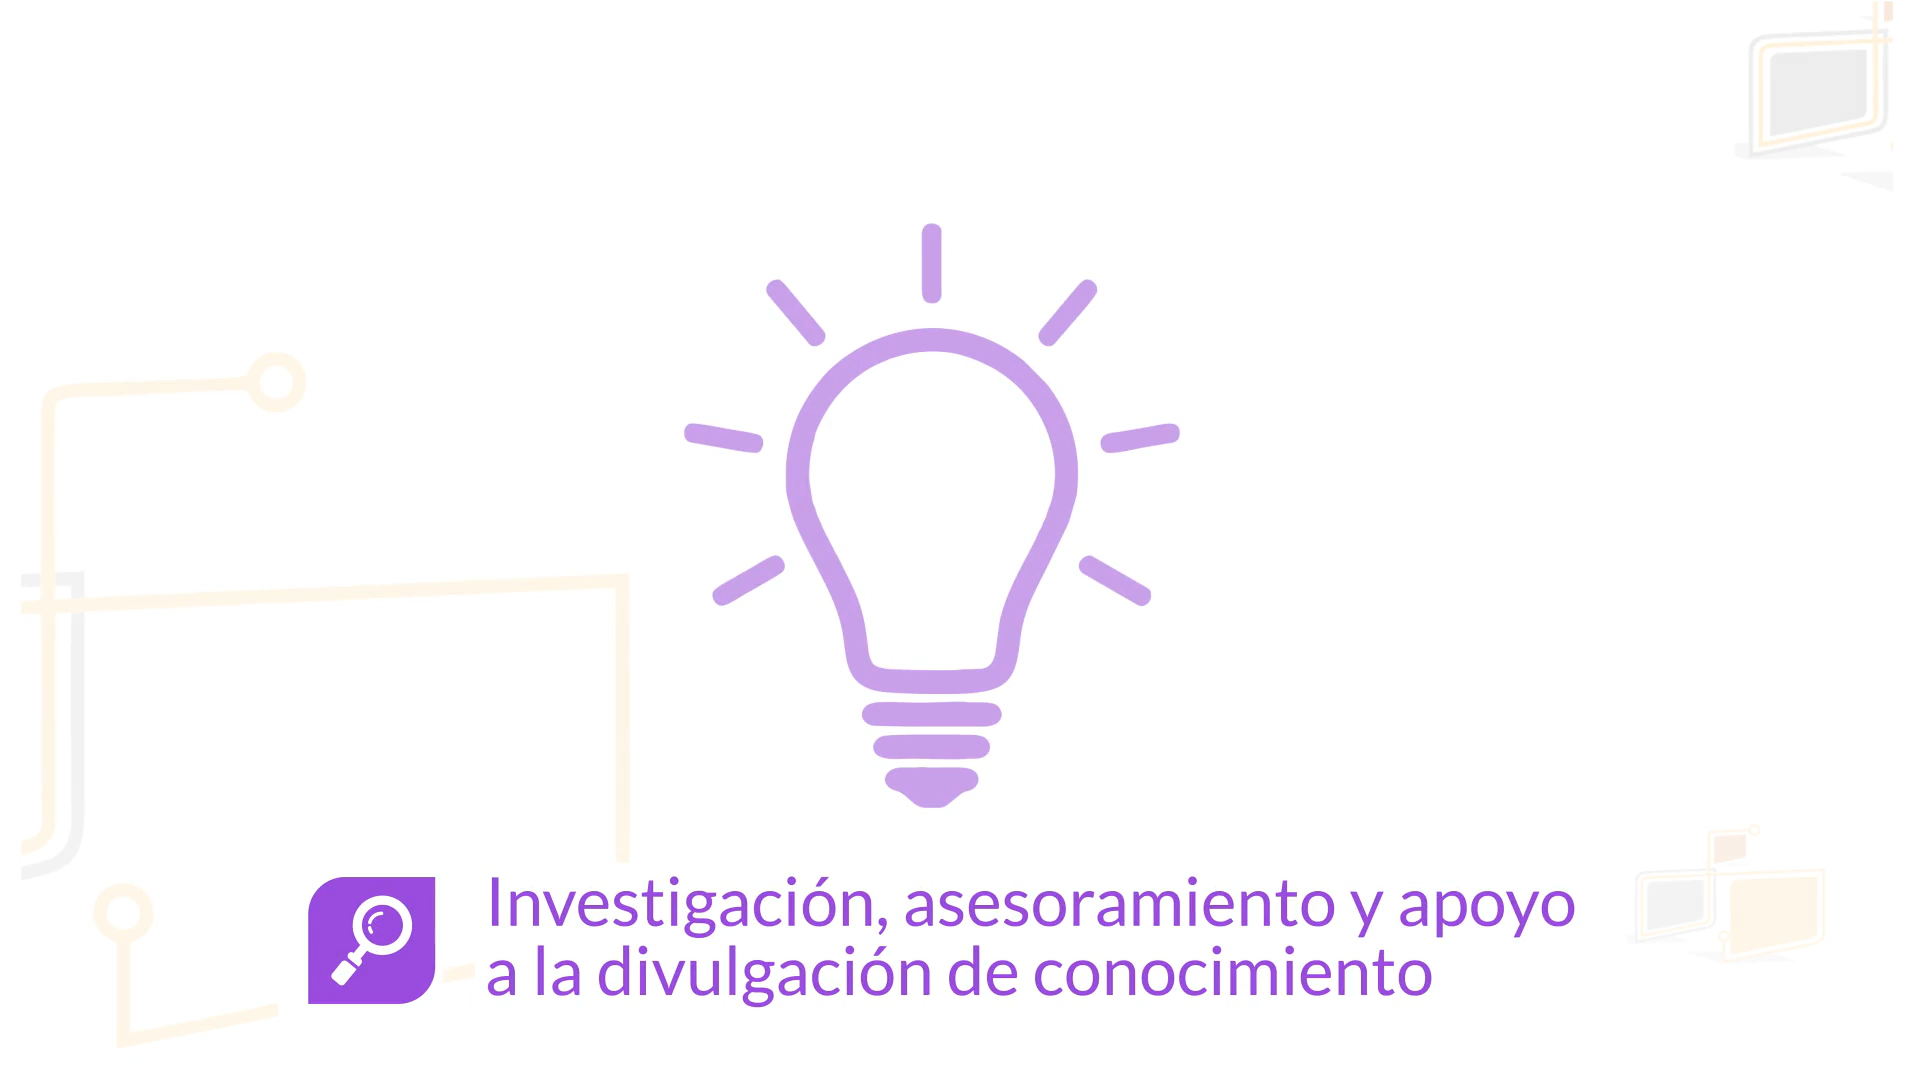 Investigación, asesoramiento y apoyo
a la divulgación de conocimiento